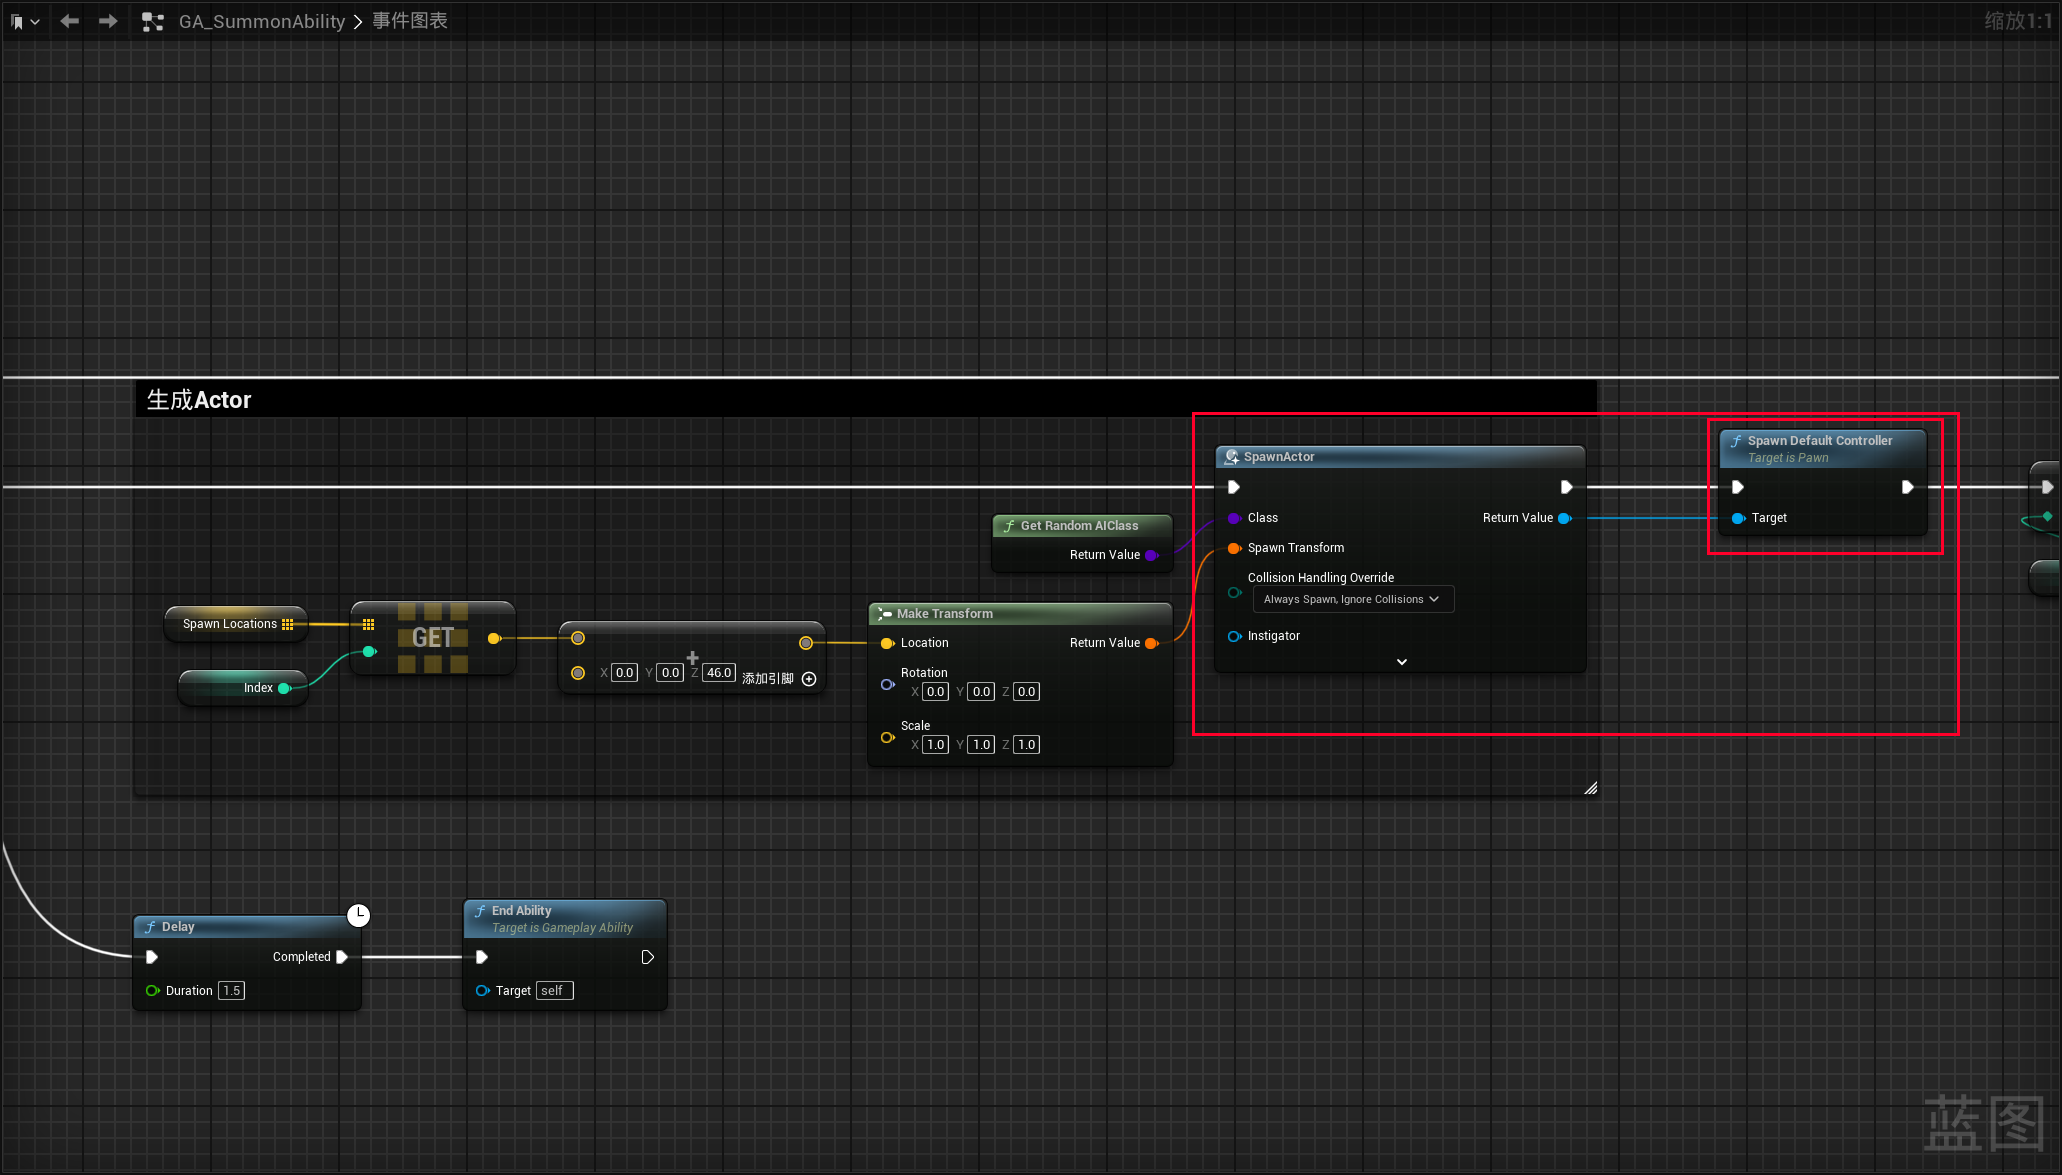 GA_SummonAbility > 事件图表
缩放1:1
生成Actor
SpawnActor
Class
Return Value
Spawn Transform
Collision Handling Override
Always Spawn, Ignore Collisions
Instigator
Spawn Default Controller
Target is Pawn
Target
Get Random AIClass
Return Value
Spawn Locations
Index
GET
X 0.0 Y 0.0 Z 46.0
添加引脚
Make Transform
Location
Return Value
Rotation
X 0.0 Y 0.0 Z 0.0
Scale
X 1.0 Y 1.0 Z 1.0
Delay
Completed
Duration 1.5
End Ability
Target is Gameplay Ability
Target self
蓝图